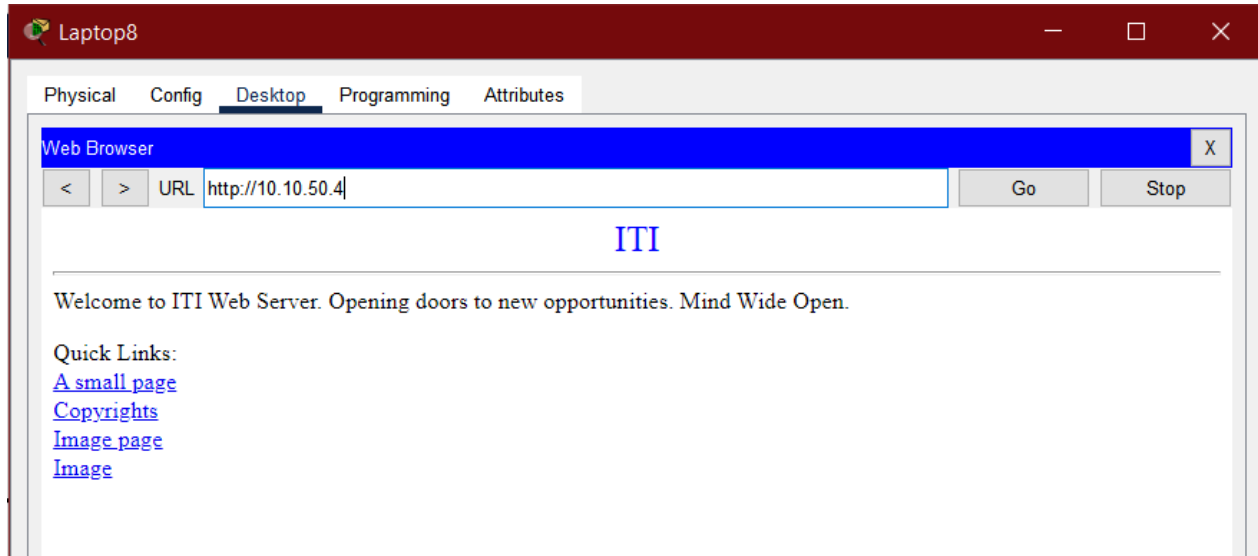 Laptop8
Physical Config Desktop Programming Attributes
Web Browser X
< > URL http://10.10.50.4 Go Stop
ITI
Welcome to ITI Web Server. Opening doors to new opportunities. Mind Wide Open.
Quick Links:
A small page
Copyrights
Image page
Image